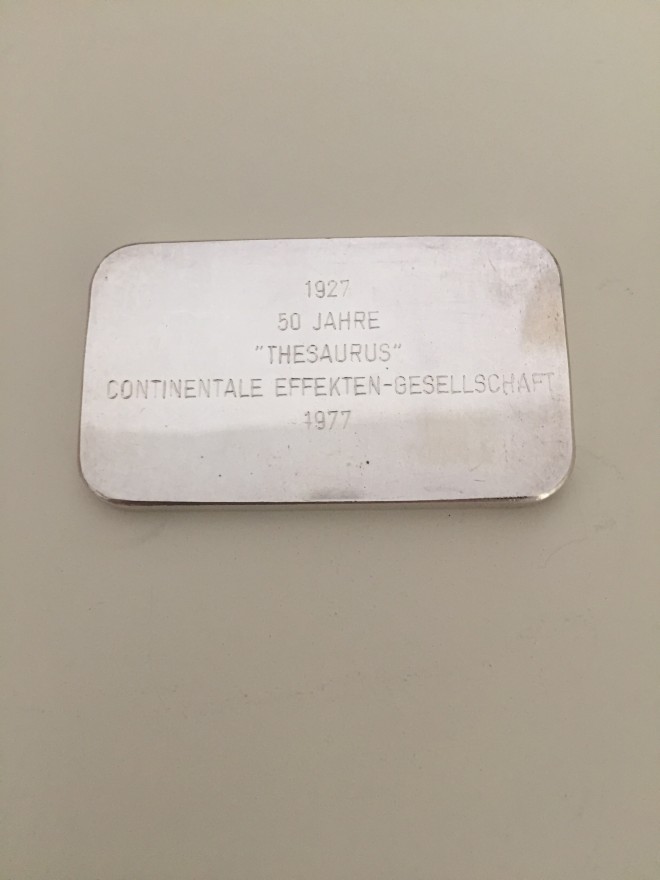 1927
50 JAHRE
"THESAURUS"
CONTINENTALE EFFEKTEN-GESELLSCHAFT
1977